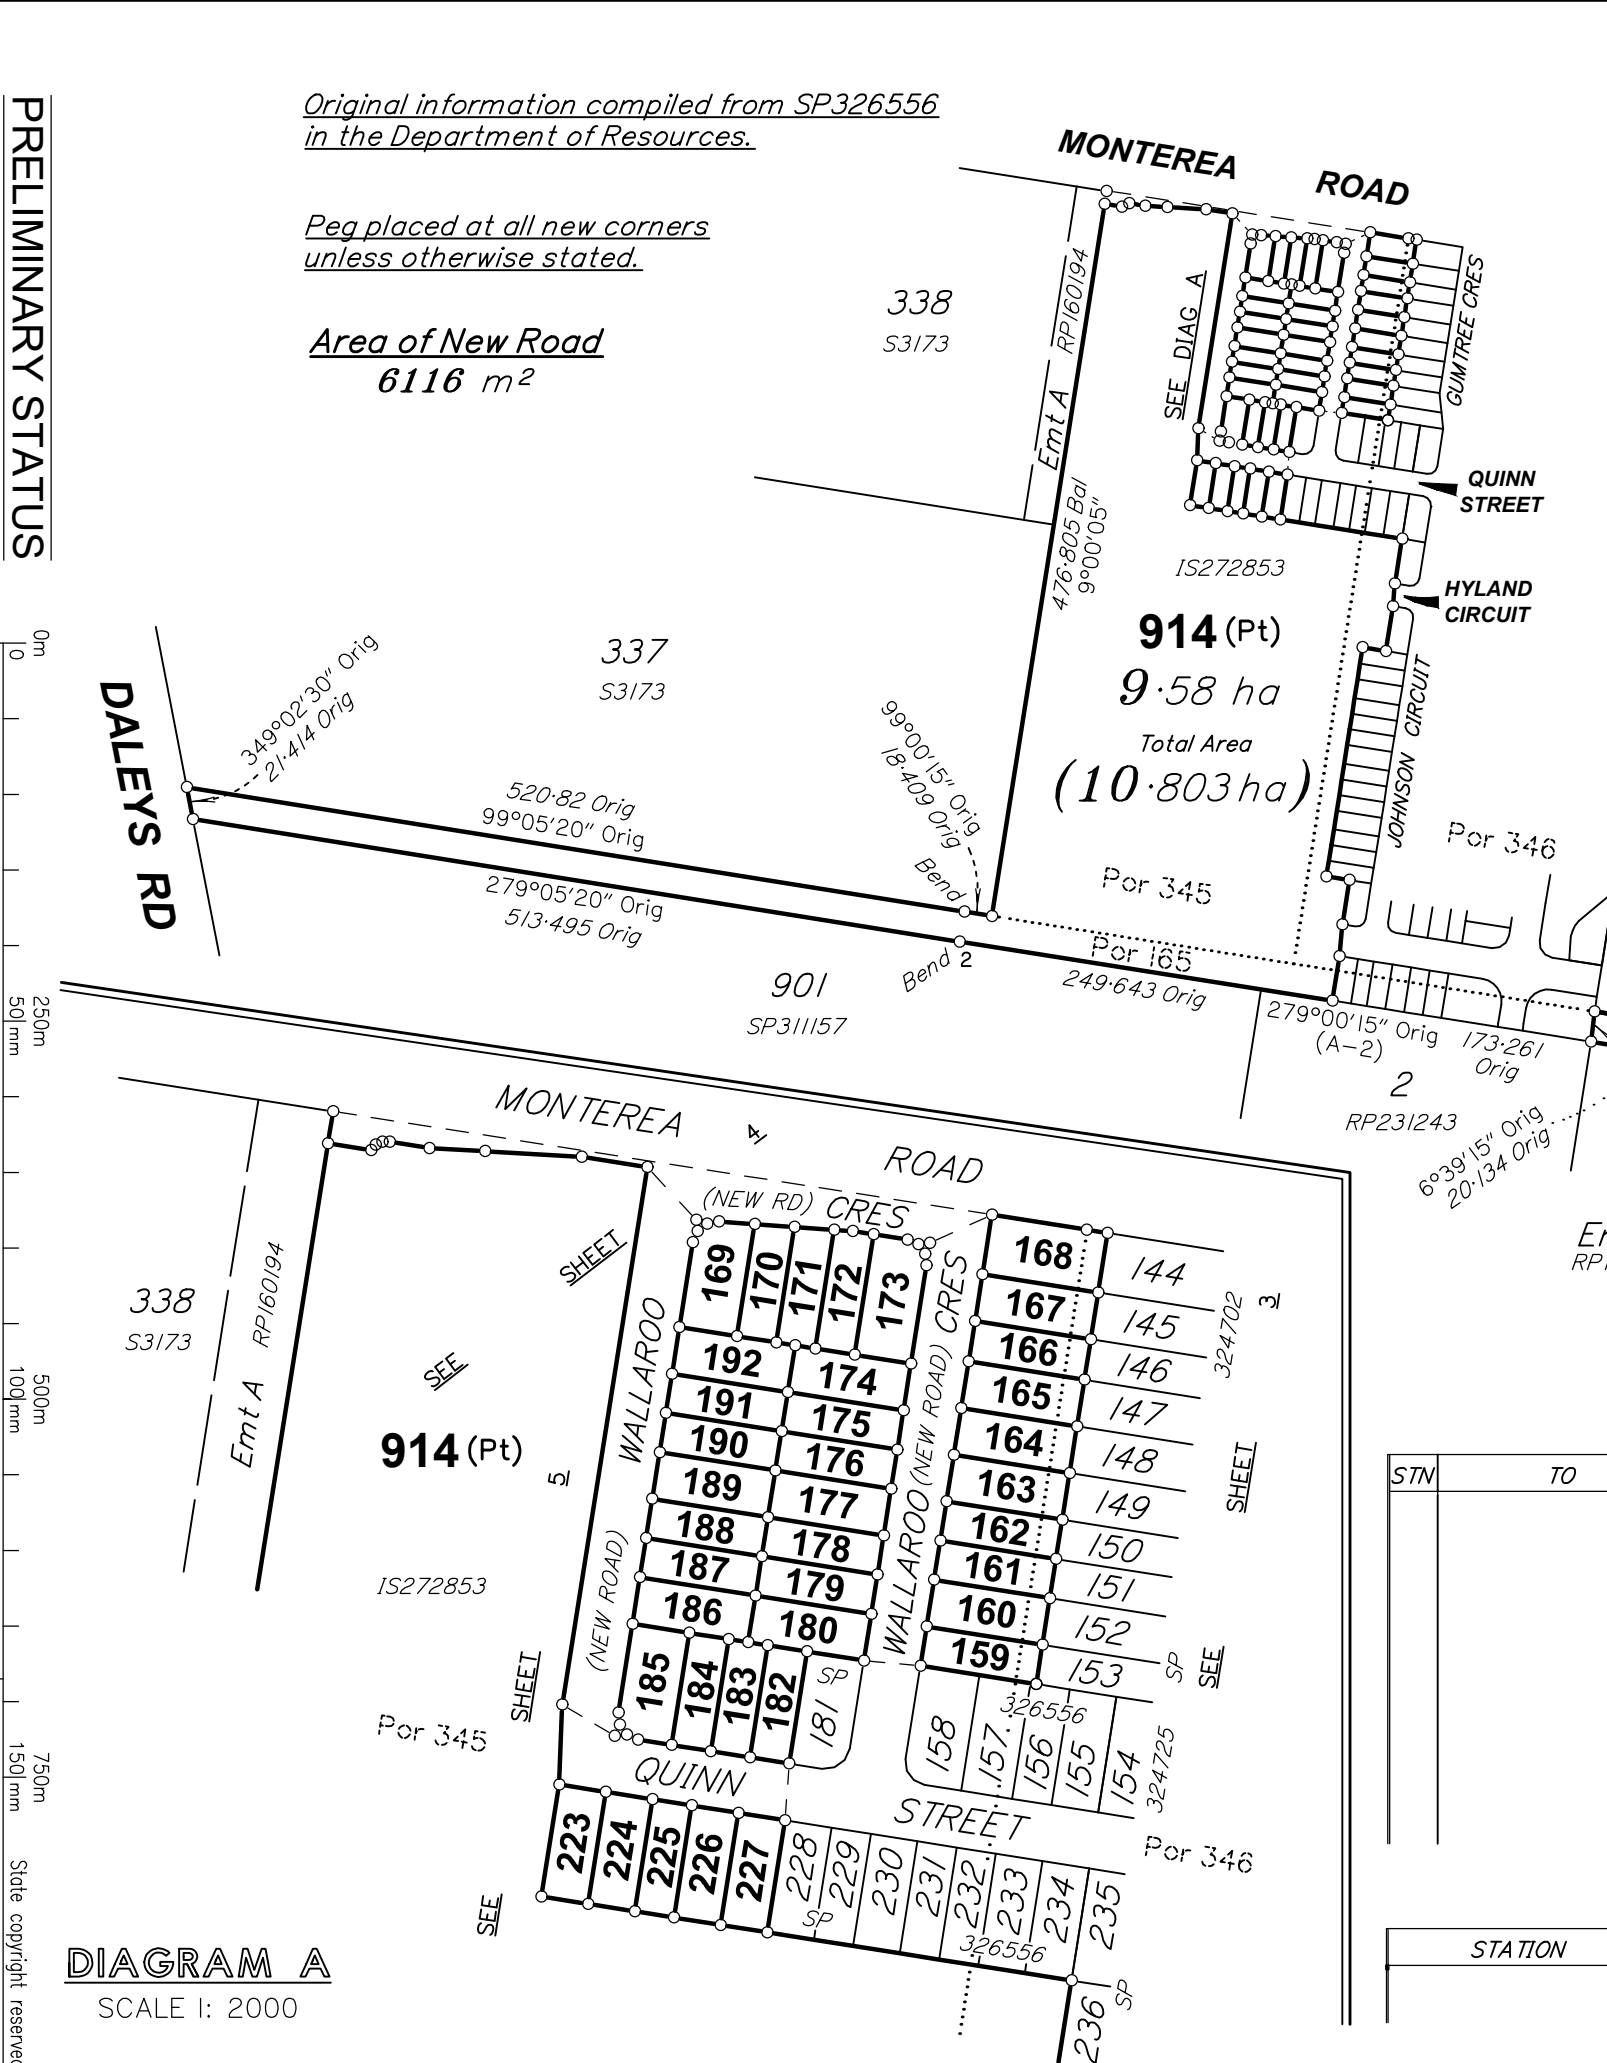 PRELIMINARY STATUS
Original information compiled from SP326556
in the Department of Resources.
Peg placed at all new corners
unless otherwise stated.
Area of New Road
6116 m²
MONTEREA ROAD
338
S3173
Emt A RP160194
SEE DIAG A
GUMTREE CRES
QUINN
STREET
476·805 Bal
9°00'05"
IS272853
HYLAND
CIRCUIT
914 (Pt)
9·58 ha
Total Area
(10·803 ha)
JOHNSON CIRCUIT
337
S3173
DALEYS RD
349°02'30" Orig
21·414 Orig
520·82 Orig
99°05'20" Orig
279°05'20" Orig
513·495 Orig
99°00'15" Orig
18·409 Orig
Bend
Bend 2
Por 345
Por 346
Por 165
249·643 Orig
279°00'15" Orig
(A-2)
173·261
Orig
901
SP311157
2
RP231243
6°39'15" Orig
20·134 Orig
0m
0
250m
50mm
500m
100mm
750m
150mm
State copyright reserved
MONTEREA 4 ROAD
(NEW RD) CRES
338
S3173
Emt A RP160194
SHEET
SEE
914 (Pt)
5
IS272853
SHEET
SEE
Por 345
WALLAROO
(NEW ROAD)
169
170
171
172
173
192
174
191
175
190
176
189
177
188
178
187
179
186
180
185
184
183
182
181
SP
WALLAROO (NEW ROAD) CRES
168
167
166
165
164
163
162
161
160
159
144
145
146
147
148
149
150
151
152
153
324702
3
SHEET
SEE
SP
326556
158
157
156
155
154
324725
QUINN STREET
Por 346
223
224
225
226
227
228
229
230
231
232
233
234
235
SP
326556
236
SP
STN
TO
STATION
DIAGRAM A
SCALE 1: 2000